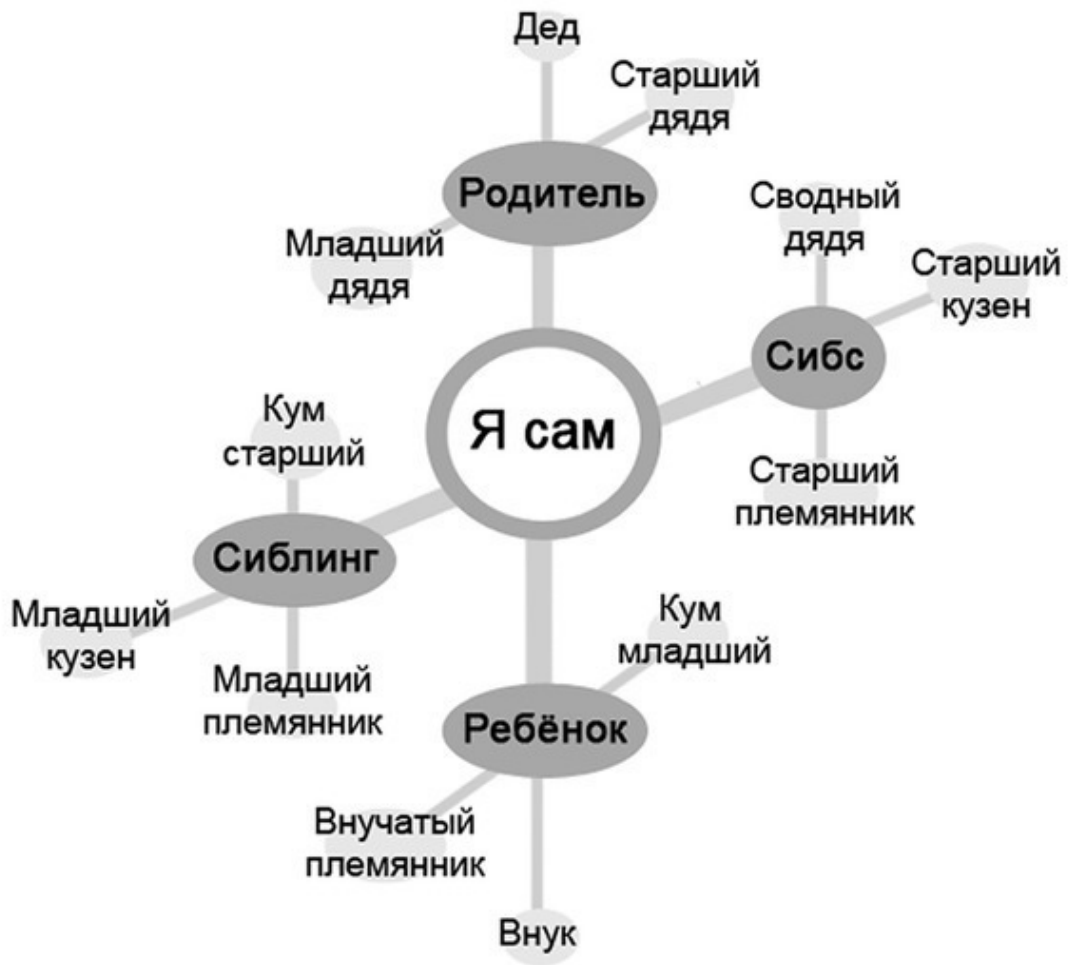 Дед
Старший
дядя
Родитель
Сводный
дядя
Младший
дядя
Старший
кузен
Сибс
Кум
старший
Я сам
Старший
племянник
Сиблинг
Младший
кузен
Кум
младший
Младший
племянник
Ребёнок
Внучатый
племянник
Внук